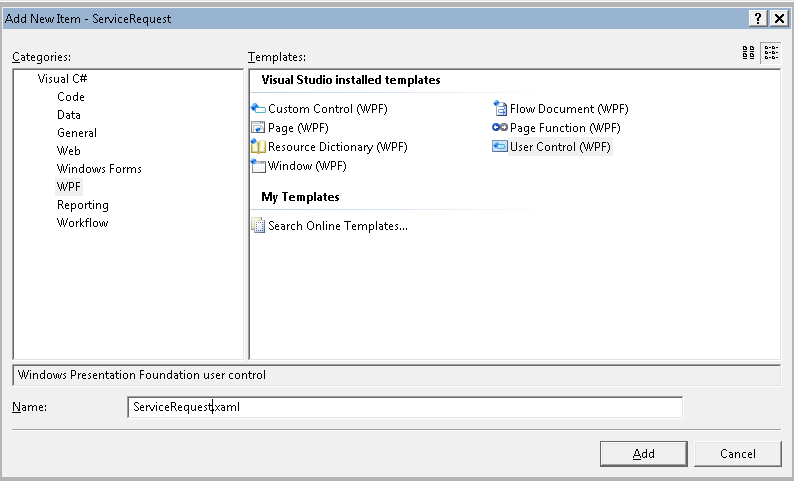 Add New Item - ServiceRequest
Categories:
Templates:
Visual C#
Code
Data
General
Web
Windows Forms
WPF
Reporting
Workflow
Visual Studio installed templates
Custom Control (WPF)
Flow Document (WPF)
Page (WPF)
Page Function (WPF)
Resource Dictionary (WPF)
User Control (WPF)
Window (WPF)
My Templates
Search Online Templates...
Windows Presentation Foundation user control
Name:
ServiceRequest.xaml
Add
Cancel